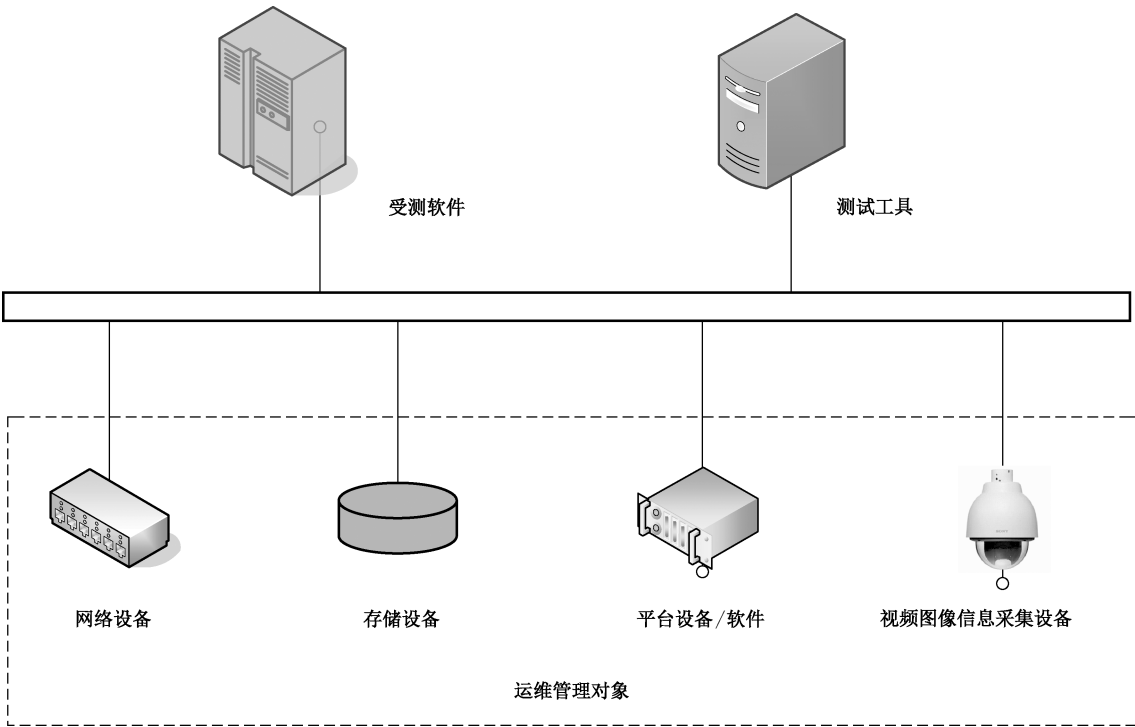 受测软件
测试工具
网络设备
存储设备
平台设备/软件
视频图像信息采集设备
运维管理对象